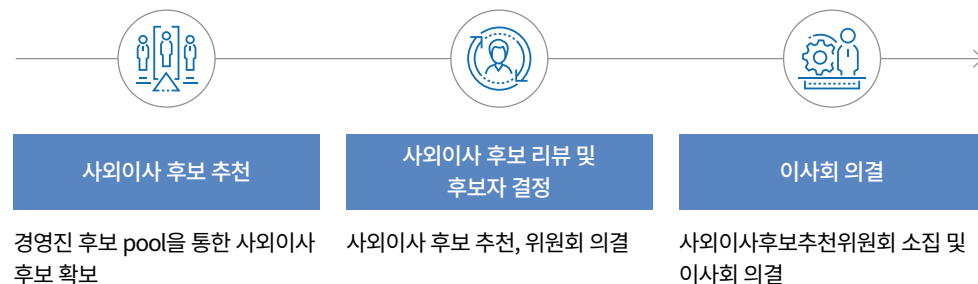 사외이사 후보 추천
경영진 후보 pool을 통한 사외이사
후보 확보
사외이사 후보 리뷰 및
후보자 결정
사외이사 후보 추천, 위원회 의결
이사회 의결
사외이사후보추천위원회 소집 및
이사회 의결